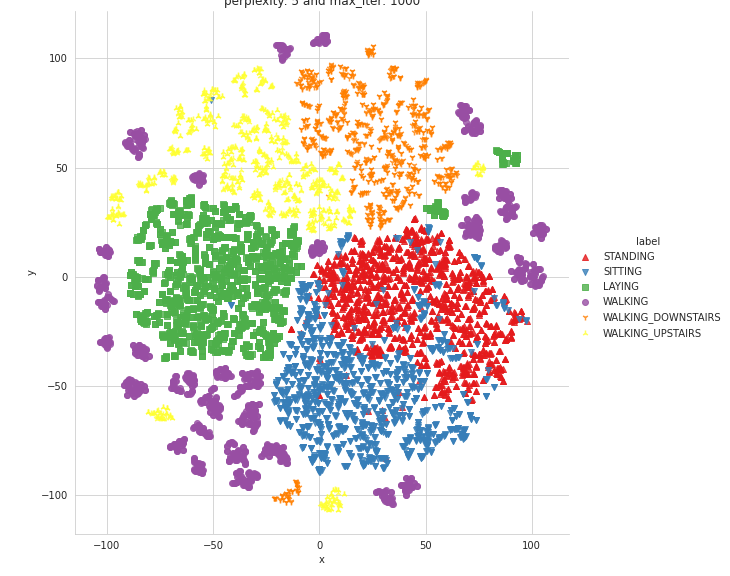 perplexity: 5 and max_iter: 1000
100
50
0
−50
−100
y
−100
−50
0
50
100
x
label
STANDING
SITTING
LAYING
WALKING
WALKING_DOWNSTAIRS
WALKING_UPSTAIRS